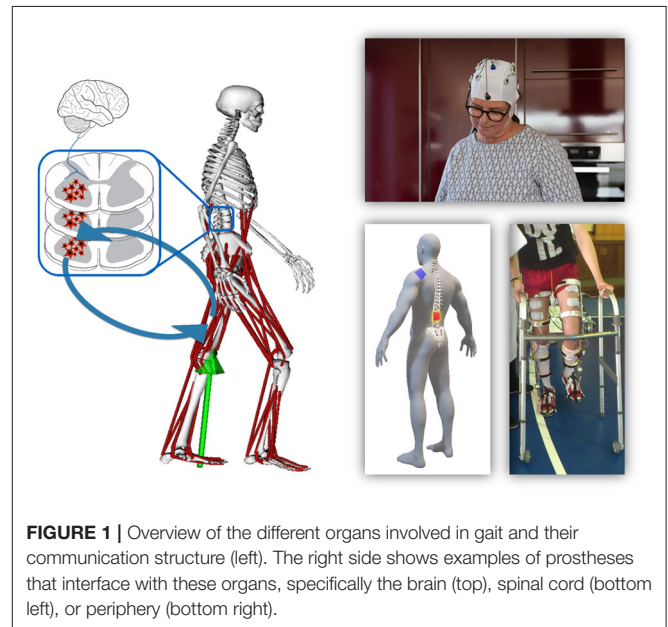 DO
IT.
FIGURE 1 | Overview of the different organs involved in gait and their
communication structure (left). The right side shows examples of prostheses
that interface with these organs, specifically the brain (top), spinal cord (bottom
left), or periphery (bottom right).